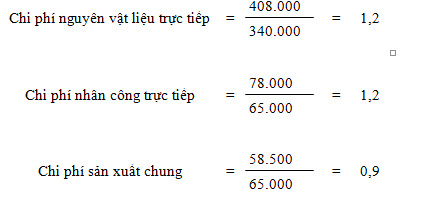 Chi phí nguyên vật liệu trực tiếp = 408.000 / 340.000 = 1,2
Chi phí nhân công trực tiếp = 78.000 / 65.000 = 1,2
Chi phí sản xuất chung = 58.500 / 65.000 = 0,9